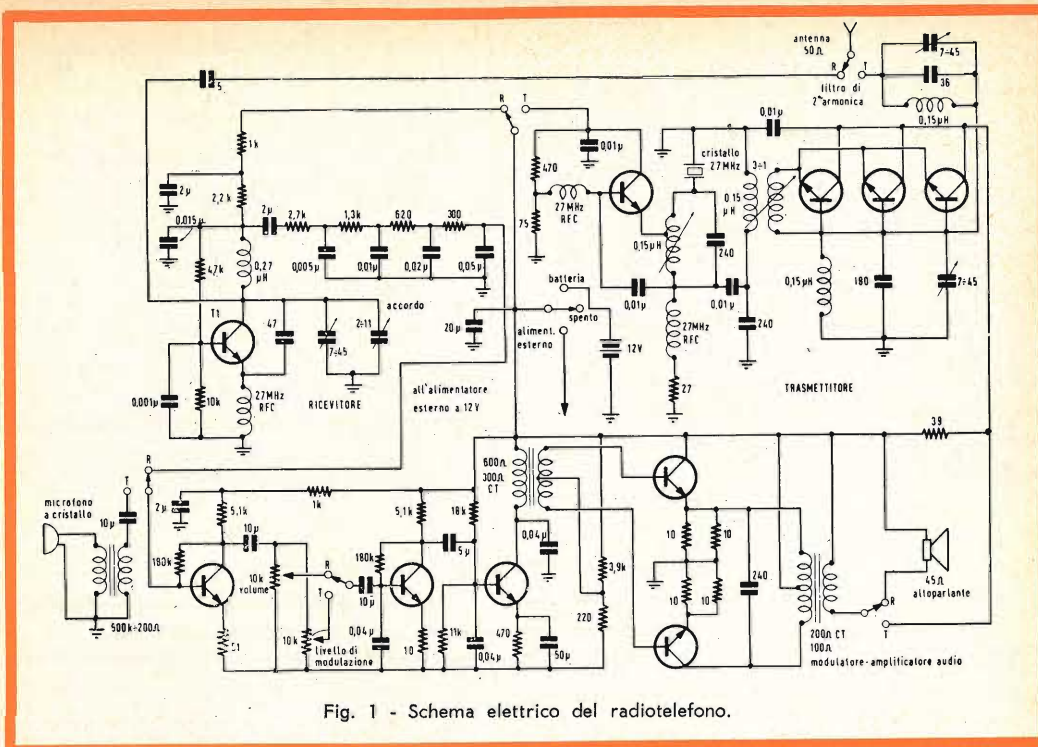 antenna
50Ω
R
T
7÷45
36
0,15µH
filtro di
2ª armonica
5
R
T
1k
2µ
2,2k
0,015µ
2µ
2,7k
1,3k
620
300
47k
0,27
µH
0,005µ
0,01µ
0,02µ
0,05µ
T1
47
7÷45
2÷11
accordo
0,001µ
10k
27MHz
RFC
RICEVITORE
470
75
27MHz
RFC
0,01µ
0,01µ
cristallo
27MHz
0,15µH
240
0,01µ
0,01µ
27MHz
RFC
27
3÷1
0,15
µH
240
0,15µH
180
7÷45
TRASMETTITORE
20µ
batteria
spento
aliment.
esterno
12V
all'alimentatore
esterno a 12V
R
T
microfono
a cristallo
10µ
500k÷200Ω
2µ
5,1k
180k
10µ
1k
10k
volume
10k
livello di
modulazione
R
T
10µ
180k
5,1k
5µ
18k
0,04µ
10
11k
0,04µ
470
50µ
600Ω
CT
0,04µ
3,9k
220
10
10
10
10
240
39
45Ω
altoparlante
R
T
200Ω CT
100Ω
modulatore-amplificatore audio
Fig. 1 - Schema elettrico del radiotelefono.